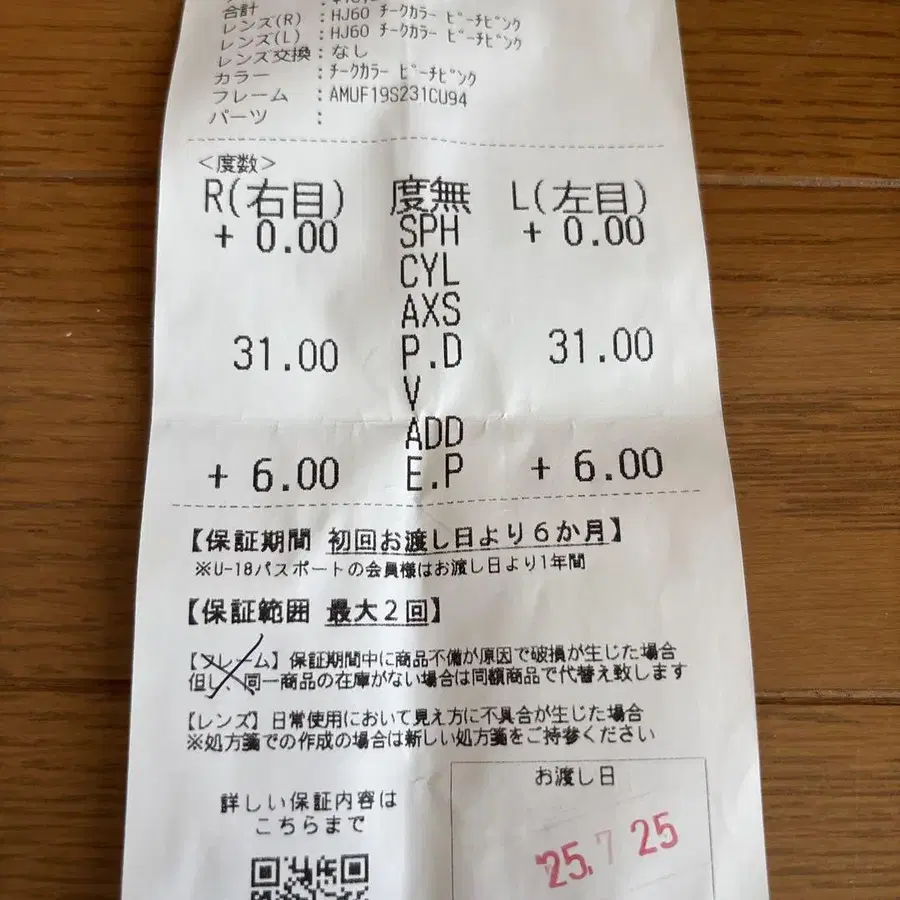 合計
レンズ(R) : HJ60 チークカラー ピーチピンク
レンズ(L) : HJ60 チークカラー ピーチピンク
レンズ交換 : なし
カラー : チークカラー ピーチピンク
フレーム : AMUF19S231CU94
パーツ :
<度数>
R(右目) 度無 L(左目)
+ 0.00 SPH + 0.00
CYL
AXS
31.00 P.D 31.00
V
ADD
+ 6.00 E.P + 6.00
【保証期間 初回お渡し日より6か月】
※U-18パスポートの会員様はお渡し日より1年間
【保証範囲 最大2回】
【フレーム】保証期間中に商品不備が原因で破損が生じた場合
但し、同一商品の在庫がない場合は同額商品で代替え致します
【レンズ】日常使用において見え方に不具合が生じた場合
※処方箋での作成の場合は新しい処方箋をご持参ください
お渡し日
詳しい保証内容は
こちらまで
'25.7 25